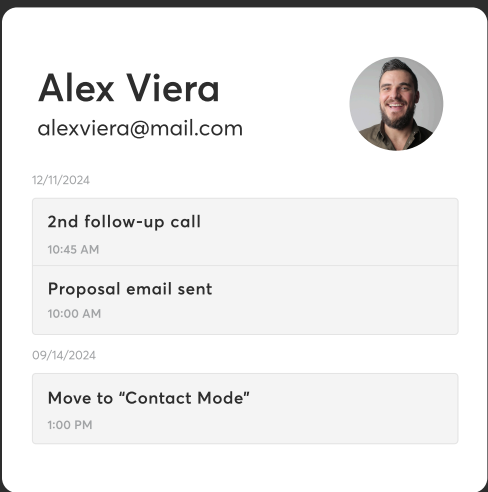 Alex Viera
alexviera@mail.com
12/11/2024
2nd follow-up call
10:45 AM
Proposal email sent
10:00 AM
09/14/2024
Move to “Contact Mode”
1:00 PM